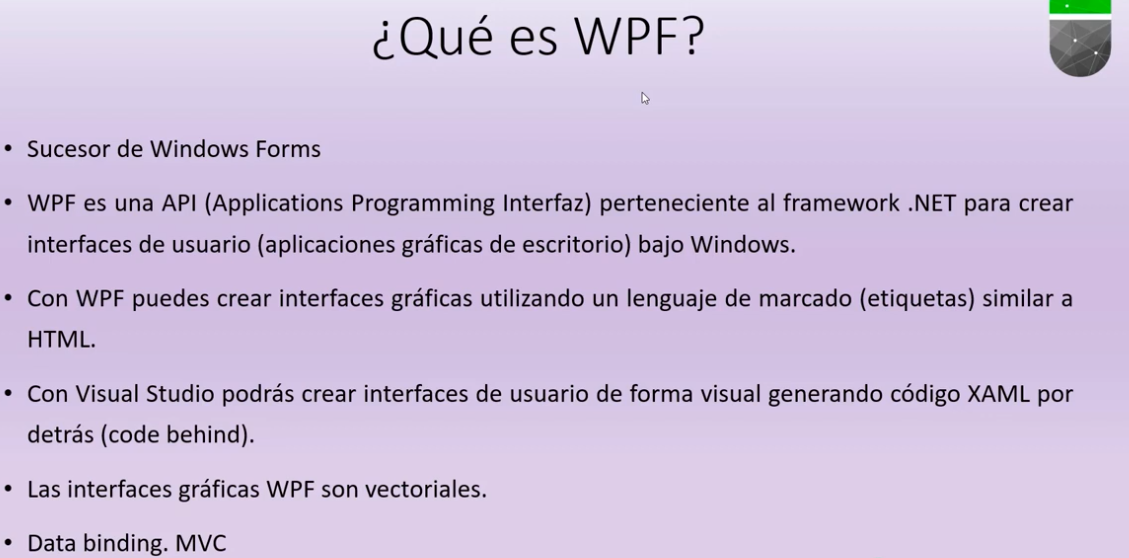 ¿Qué es WPF?
• Sucesor de Windows Forms
• WPF es una API (Applications Programming Interfaz) perteneciente al framework .NET para crear
interfaces de usuario (aplicaciones gráficas de escritorio) bajo Windows.
• Con WPF puedes crear interfaces gráficas utilizando un lenguaje de marcado (etiquetas) similar a
HTML.
• Con Visual Studio podrás crear interfaces de usuario de forma visual generando código XAML por
detrás (code behind).
• Las interfaces gráficas WPF son vectoriales.
• Data binding. MVC